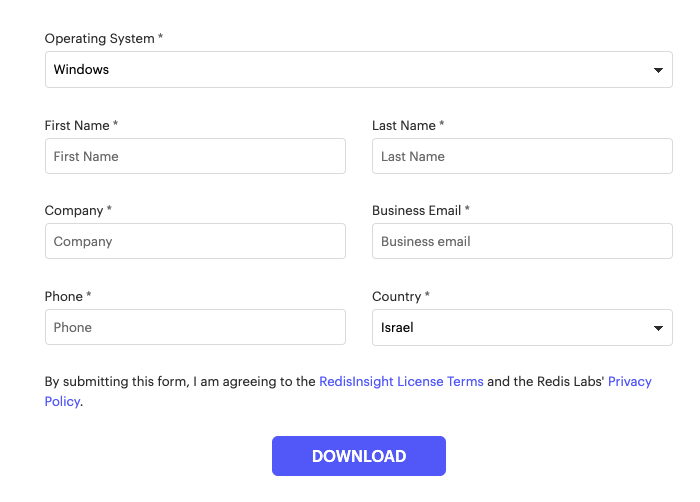 Operating System *
Windows
First Name *
Last Name *
First Name
Last Name
Company *
Business Email *
Company
Business email
Phone *
Country *
Phone
Israel
By submitting this form, I am agreeing to the RedisInsight License Terms and the Redis Labs' Privacy
Policy.
DOWNLOAD